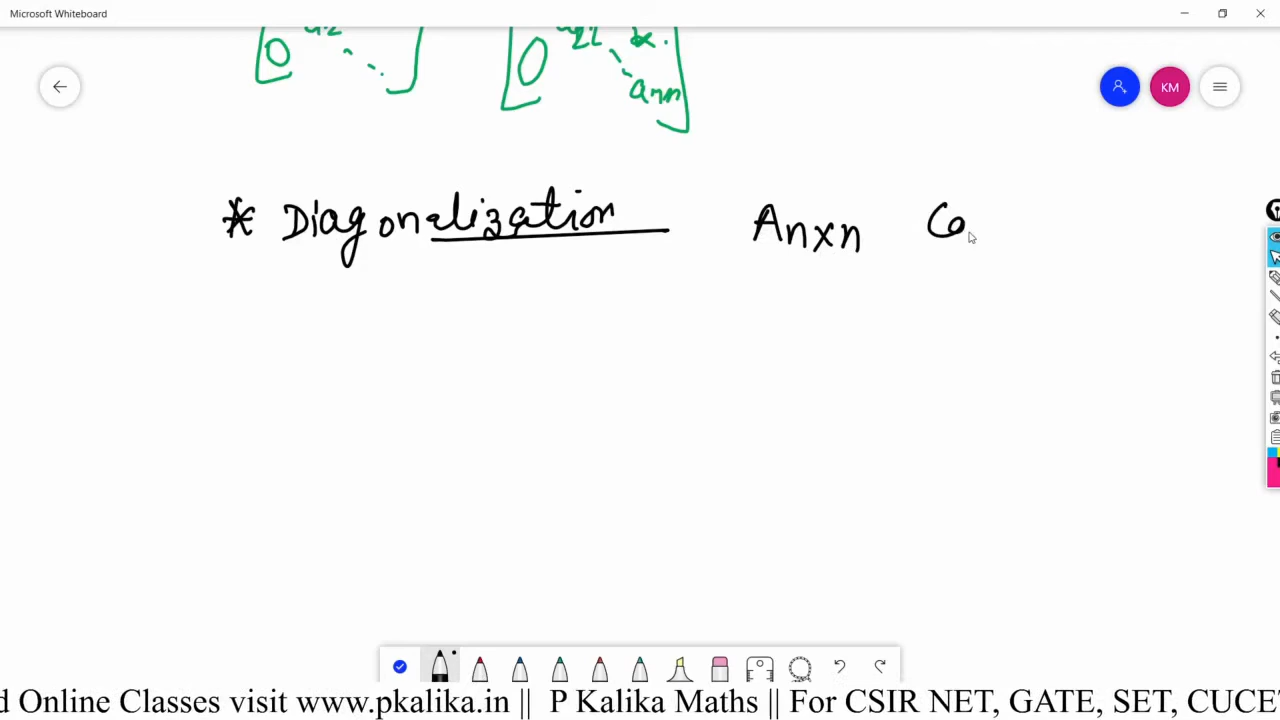 Microsoft Whiteboard
ann
KM
* Diagonalization Anxn Co
d Online Classes visit www.pkalika.in || P Kalika Maths || For CSIR NET, GATE, SET, CUCET